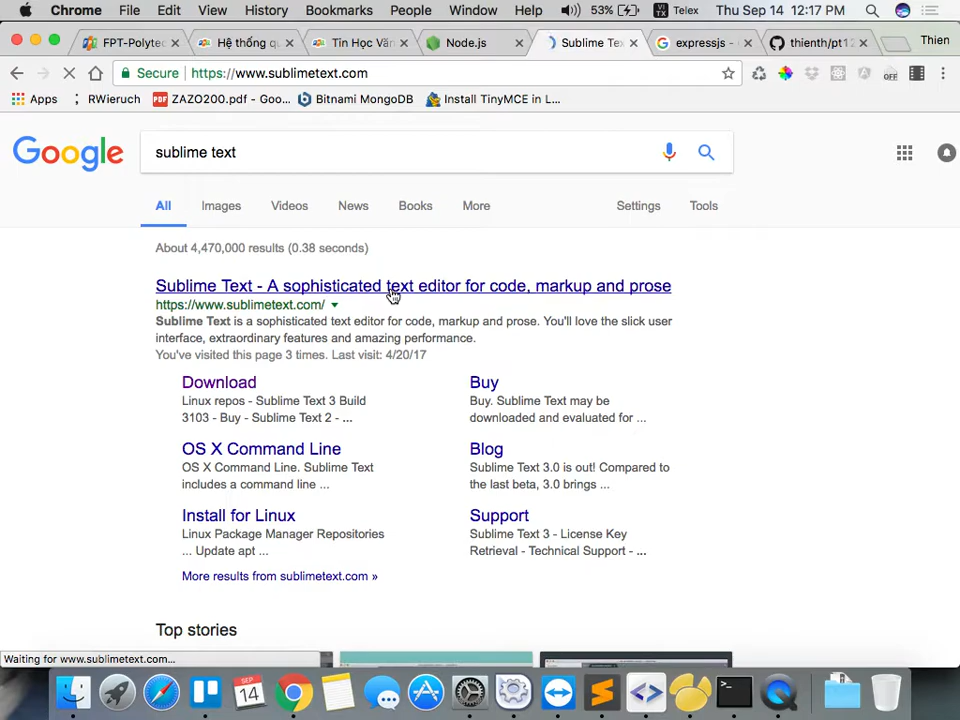 Chrome File Edit View History Bookmarks People Window Help 53% Telex Thu Sep 14 12:17 PM
FPT-Polytec Hệ thống q Tin Học Văn Node.js Sublime Tex expressjs - thienth/pt12 Thien
Secure https://www.sublimetext.com OFF
Apps RWieruch ZAZO200.pdf - Goo... Bitnami MongoDB Install TinyMCE in L...
Google sublime text
All Images Videos News Books More Settings Tools
About 4,470,000 results (0.38 seconds)
Sublime Text - A sophisticated text editor for code, markup and prose
https://www.sublimetext.com/
Sublime Text is a sophisticated text editor for code, markup and prose. You'll love the slick user
interface, extraordinary features and amazing performance.
You've visited this page 3 times. Last visit: 4/20/17
Download
Linux repos - Sublime Text 3 Build
3103 - Buy - Sublime Text 2 - ...
Buy
Buy. Sublime Text may be
downloaded and evaluated for ...
OS X Command Line
OS X Command Line. Sublime Text
includes a command line ...
Blog
Sublime Text 3.0 is out! Compared to
the last beta, 3.0 brings ...
Install for Linux
Linux Package Manager Repositories
... Update apt ...
Support
Sublime Text 3 - License Key
Retrieval - Technical Support - ...
More results from sublimetext.com »
Top stories
Waiting for www.sublimetext.com...
SEP
14